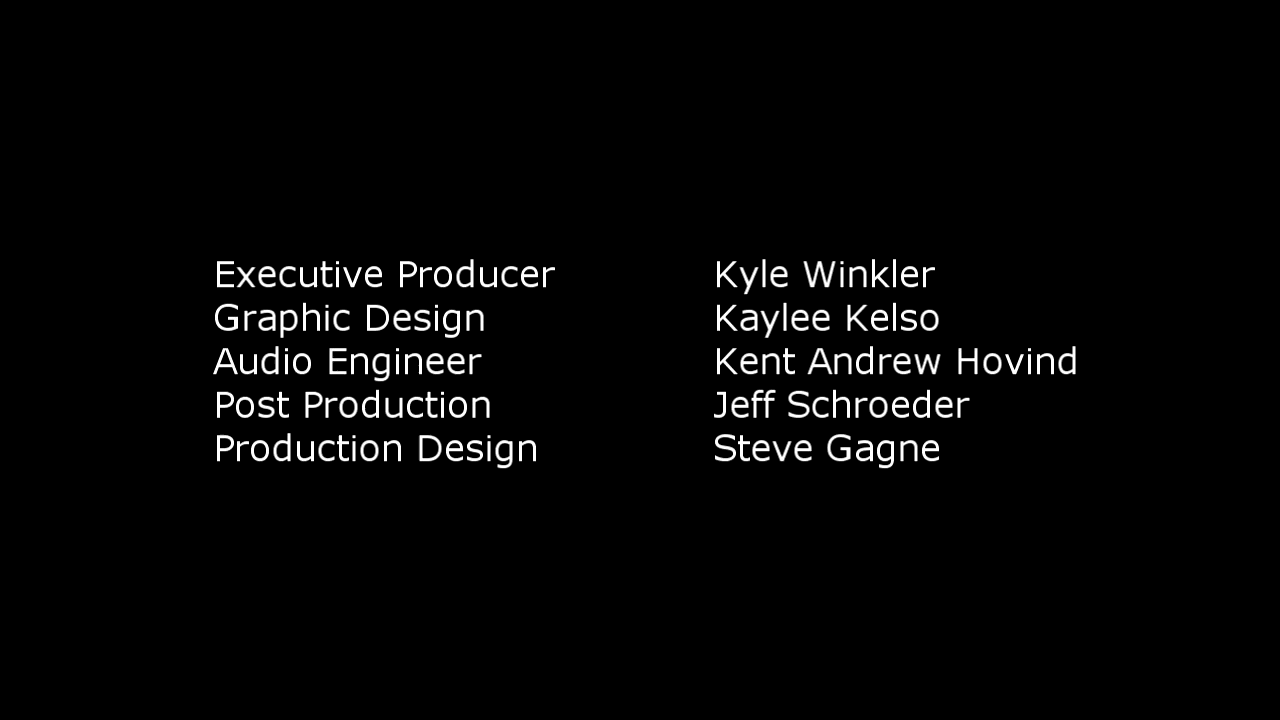 Executive Producer Kyle Winkler
Graphic Design Kaylee Kelso
Audio Engineer Kent Andrew Hovind
Post Production Jeff Schroeder
Production Design Steve Gagne